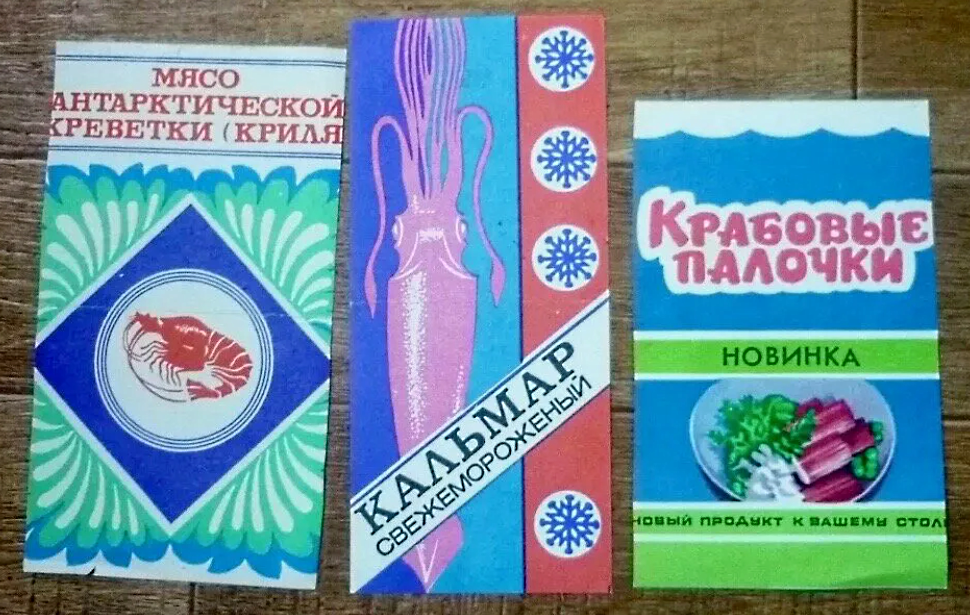 МЯСО
АНТАРКТИЧЕСКОЙ
КРЕВЕТКИ (КРИЛЯ
КАЛЬМАР
СВЕЖЕМОРОЖЕНЫЙ
КРАБОВЫЕ
ПАЛОЧКИ
НОВИНКА
НОВЫЙ ПРОДУКТ К ВАШЕМУ СТОЛ